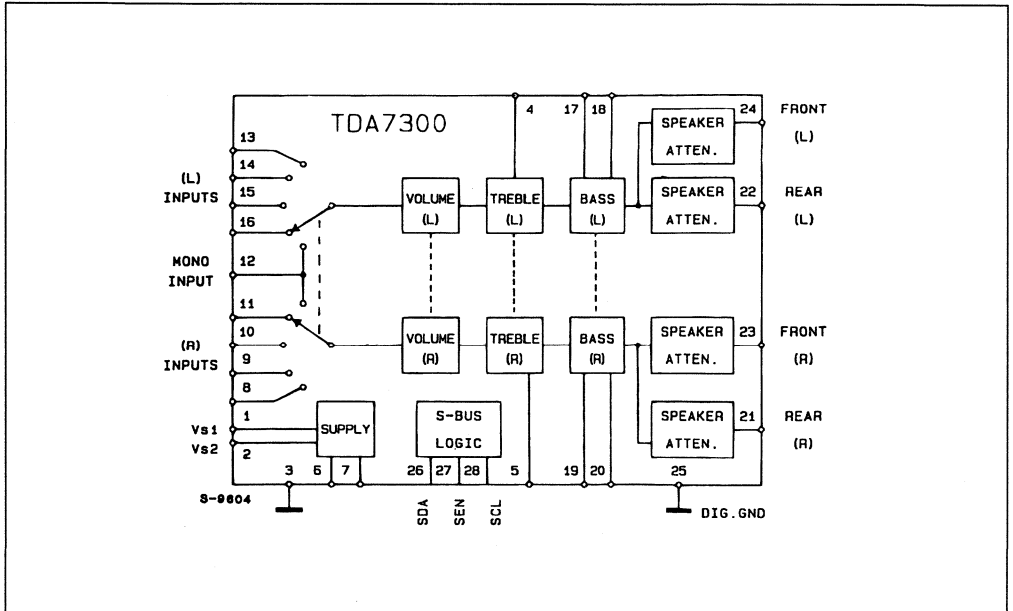 TDA7300
4
17
18
24
FRONT
(L)
SPEAKER
ATTEN.
13
14
(L)
INPUTS
15
16
VOLUME
(L)
TREBLE
(L)
BASS
(L)
SPEAKER
ATTEN.
22
REAR
(L)
MONO
INPUT
12
11
10
(R)
INPUTS
9
8
VOLUME
(R)
TREBLE
(R)
BASS
(R)
SPEAKER
ATTEN.
23
FRONT
(R)
1
Vs1
Vs2
2
SUPPLY
S-BUS
LOGIC
SPEAKER
ATTEN.
21
REAR
(R)
3
6
7
26
27
28
5
19
20
25
S-9604
SDA
SEN
SCL
DIG.GND